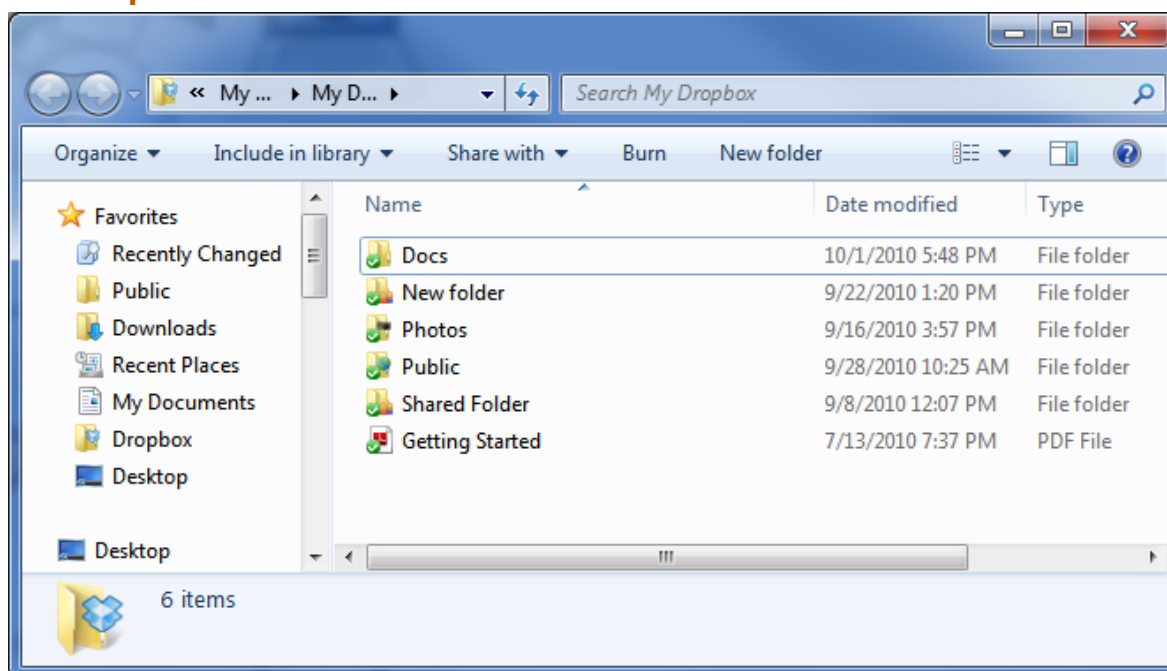 « My ... My D...
Search My Dropbox
Organize Include in library Share with Burn New folder
Favorites
Recently Changed
Public
Downloads
Recent Places
My Documents
Dropbox
Desktop
Desktop
Name Date modified Type
Docs 10/1/2010 5:48 PM File folder
New folder 9/22/2010 1:20 PM File folder
Photos 9/16/2010 3:57 PM File folder
Public 9/28/2010 10:25 AM File folder
Shared Folder 9/8/2010 12:07 PM File folder
Getting Started 7/13/2010 7:37 PM PDF File
6 items